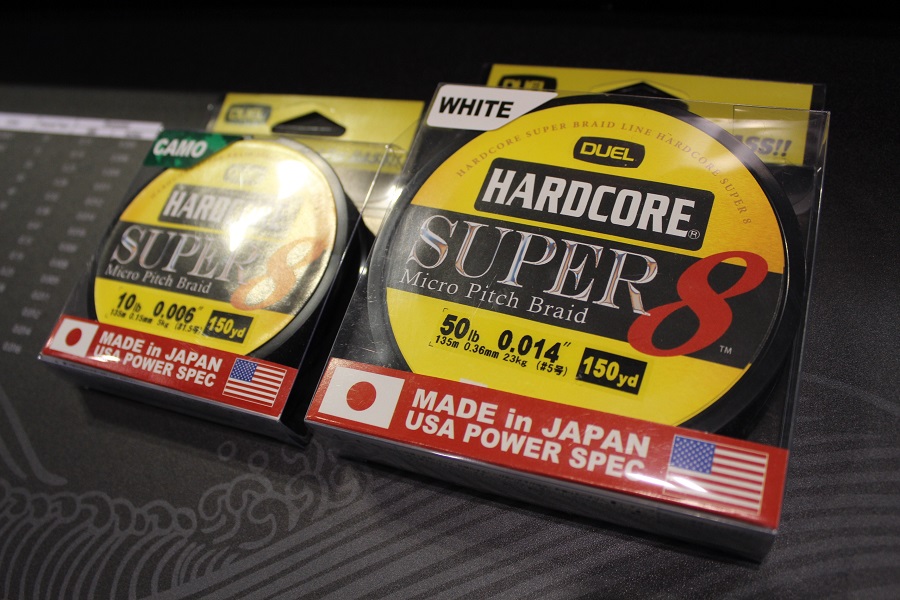 DUEL
CAMO
HARDCORE
SUPER 8
Micro Pitch Braid
10lb 0.006"
150yd
MADE in JAPAN
USA POWER SPEC
DUEL
WHITE
HARDCORE SUPER BRAID LINE HARDCORE SUPER 8
DUEL
HARDCORE®
SUPER 8
Micro Pitch Braid
TM
50lb 0.014"
135m 0.36mm 23kg (#5号)
150yd
MADE in JAPAN
USA POWER SPEC